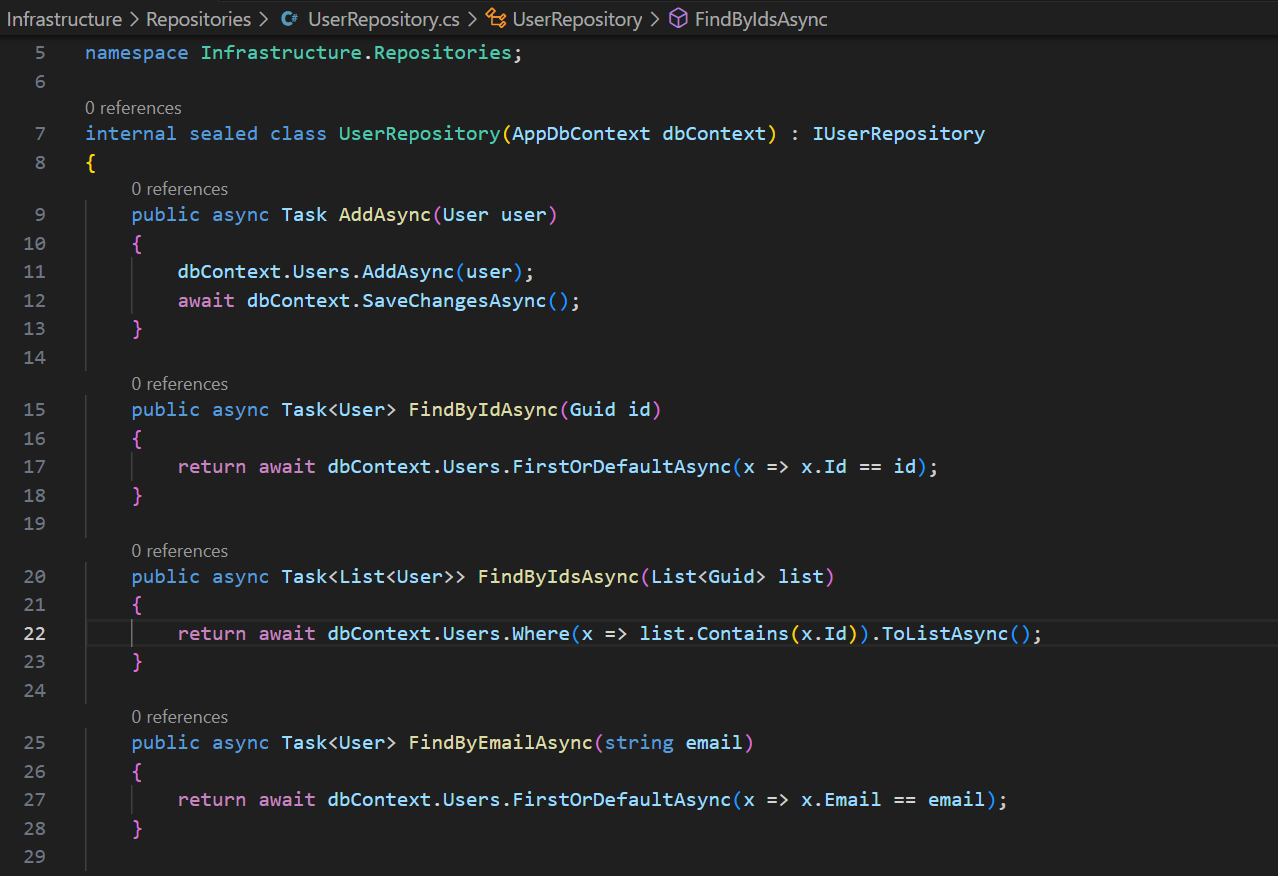 Infrastructure > Repositories > C# UserRepository.cs > UserRepository > FindByIdsAsync
5 namespace Infrastructure.Repositories;
6
0 references
7 internal sealed class UserRepository(AppDbContext dbContext) : IUserRepository
8 {
0 references
9 public async Task AddAsync(User user)
10 {
11 dbContext.Users.AddAsync(user);
12 await dbContext.SaveChangesAsync();
13 }
14
0 references
15 public async Task<User> FindByIdAsync(Guid id)
16 {
17 return await dbContext.Users.FirstOrDefaultAsync(x => x.Id == id);
18 }
19
0 references
20 public async Task<List<User>> FindByIdsAsync(List<Guid> list)
21 {
22 return await dbContext.Users.Where(x => list.Contains(x.Id)).ToListAsync();
23 }
24
0 references
25 public async Task<User> FindByEmailAsync(string email)
26 {
27 return await dbContext.Users.FirstOrDefaultAsync(x => x.Email == email);
28 }
29